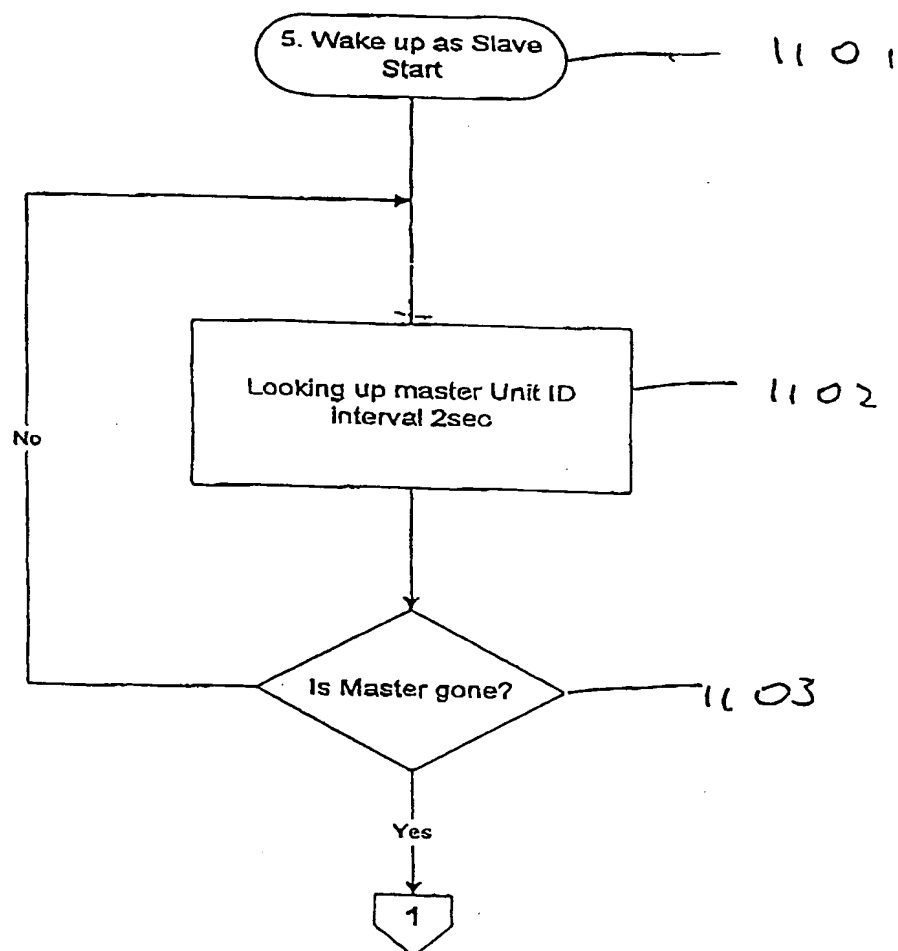 5. Wake up as Slave
Start
1101
Looking up master Unit ID
interval 2sec
1102
No
Is Master gone?
1103
Yes
1